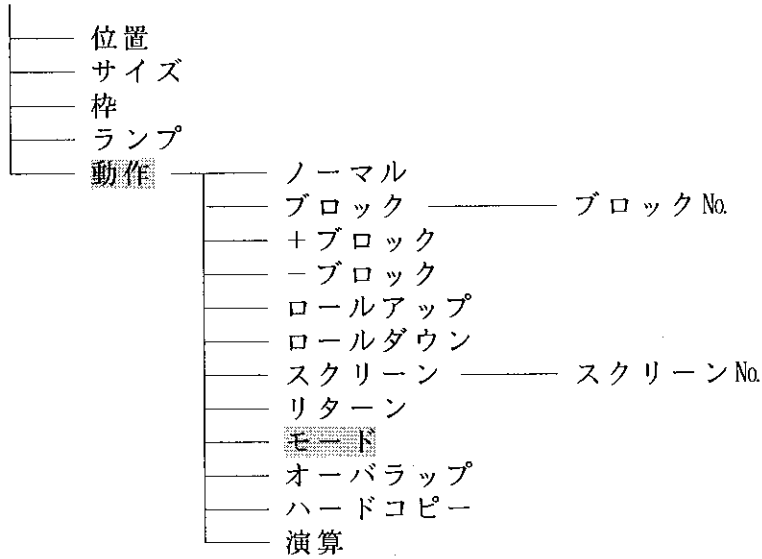 位置
サイズ
枠
ランプ
動作
ノーマル
ブロック ブロック№
＋ブロック
－ブロック
ロールアップ
ロールダウン
スクリーン スクリーン№
リターン
モード
オーバラップ
ハードコピー
演算